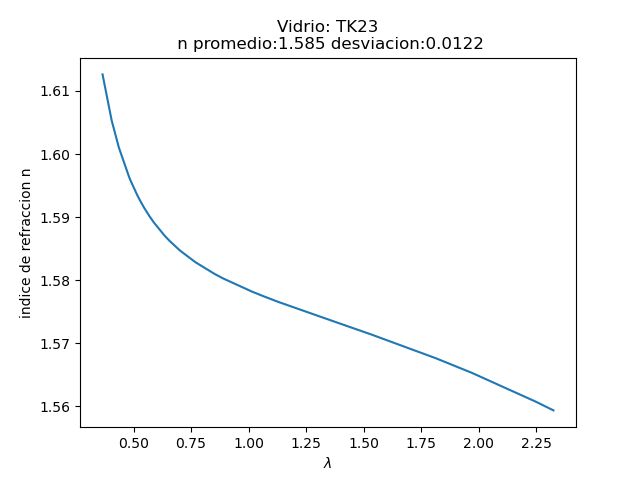 Vidrio: TK23
n promedio:1.585 desviacion:0.0122
1.61
1.60
1.59
1.58
1.57
1.56
indice de refraccion n
0.50 0.75 1.00 1.25 1.50 1.75 2.00 2.25
λ